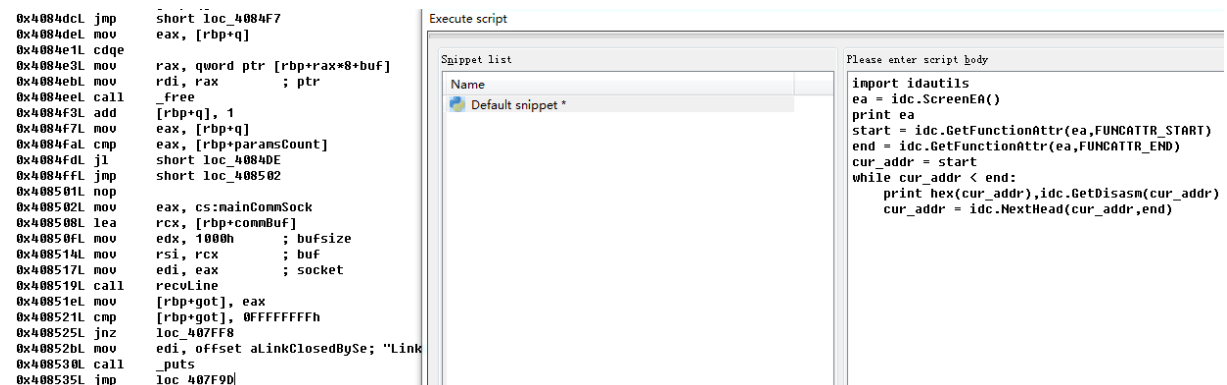 0x4084dcL jmp     short loc_4084F7
0x4084deL mov     eax, [rbp+q]
0x4084e1L cdqe
0x4084e3L mov     rax, qword ptr [rbp+rax*8+buf]
0x4084ebL mov     rdi, rax        ; ptr
0x4084eeL call    _free
0x4084f3L add     [rbp+q], 1
0x4084f7L mov     eax, [rbp+q]
0x4084faL cmp     eax, [rbp+paramsCount]
0x4084fdL jl      short loc_4084DE
0x4084ffL jmp     short loc_408502
0x408501L nop
0x408502L mov     eax, cs:mainCommSock
0x408508L lea     rcx, [rbp+commBuf]
0x40850fL mov     edx, 1000h      ; bufsize
0x408514L mov     rsi, rcx        ; buf
0x408517L mov     edi, eax        ; socket
0x408519L call    recvLine
0x40851eL mov     [rbp+got], eax
0x408521L cmp     [rbp+got], 0FFFFFFFFh
0x408525L jnz     loc_407FF8
0x40852bL mov     edi, offset aLinkClosedBySe; "Link
0x408530L call    _puts
0x408535L jmp     loc_407F9D
Execute script
Snippet list
Name
Default snippet *
Please enter script body
import idautils
ea = idc.ScreenEA()
print ea
start = idc.GetFunctionAttr(ea,FUNCATTR_START)
end = idc.GetFunctionAttr(ea,FUNCATTR_END)
cur_addr = start
while cur_addr < end:
    print hex(cur_addr),idc.GetDisasm(cur_addr)
    cur_addr = idc.NextHead(cur_addr,end)